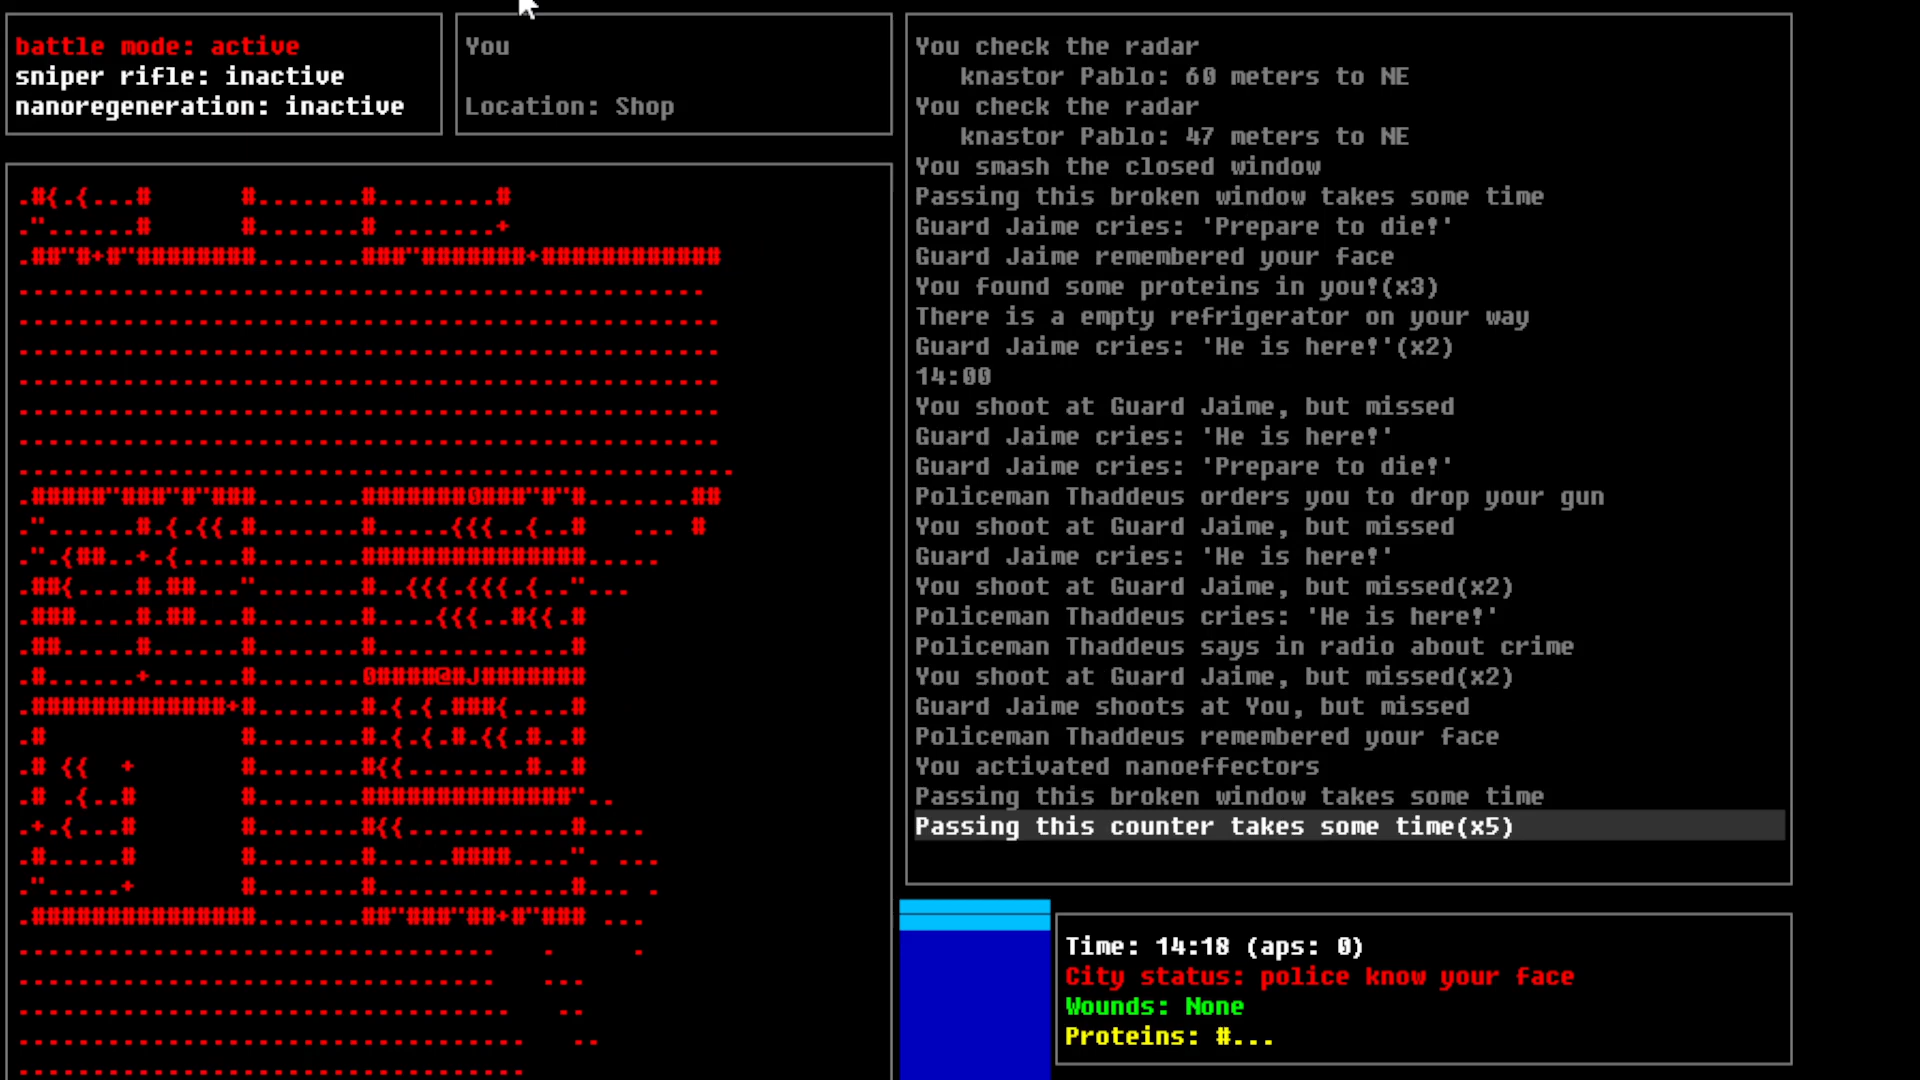 battle mode: active
sniper rifle: inactive
nanoregeneration: inactive
You
Location: Shop
.#{.{...#      #.......#........#
."......#      #.......# .......+
.##"#+#"########.......###"#######+############
..............................................
...............................................
...............................................
...............................................
...............................................
...............................................
................................................
.#####"###"#"###.......#######0###"#"#.......##
."......#.{.{{.#.......#.....{{{..{..#   ... #
.".{##..+.{....#.......###############.....
.##{....#.##...".......#..{{{.{{{.{.."...
.###....#.##...#.......#....{{{..#{{.#
.##.....#......#.......#.............#
.#......+......#.......0####@#J#######
.#############+#.......#.{.{.###{....#
.#             #.......#.{.{.#.{{.#..#
.# {{  +       #.......#{{........#..#
.# .{..#       #.......##############"..
.+.{...#       #.......#{{...........#....
.#.....#       #.......#.....####....". ...
.".....+       #.......#.............#... .
.###############.......##"###"##+#"### ...
................................   .     .
................................   ...
.................................   ..
..................................   ..
..................................
You check the radar
   knastor Pablo: 60 meters to NE
You check the radar
   knastor Pablo: 47 meters to NE
You smash the closed window
Passing this broken window takes some time
Guard Jaime cries: 'Prepare to die!'
Guard Jaime remembered your face
You found some proteins in you!(x3)
There is a empty refrigerator on your way
Guard Jaime cries: 'He is here!'(x2)
14:00
You shoot at Guard Jaime, but missed
Guard Jaime cries: 'He is here!'
Guard Jaime cries: 'Prepare to die!'
Policeman Thaddeus orders you to drop your gun
You shoot at Guard Jaime, but missed
Guard Jaime cries: 'He is here!'
You shoot at Guard Jaime, but missed(x2)
Policeman Thaddeus cries: 'He is here!'
Policeman Thaddeus says in radio about crime
You shoot at Guard Jaime, but missed(x2)
Guard Jaime shoots at You, but missed
Policeman Thaddeus remembered your face
You activated nanoeffectors
Passing this broken window takes some time
Passing this counter takes some time(x5)
Time: 14:18 (aps: 0)
City status: police know your face
Wounds: None
Proteins: #...